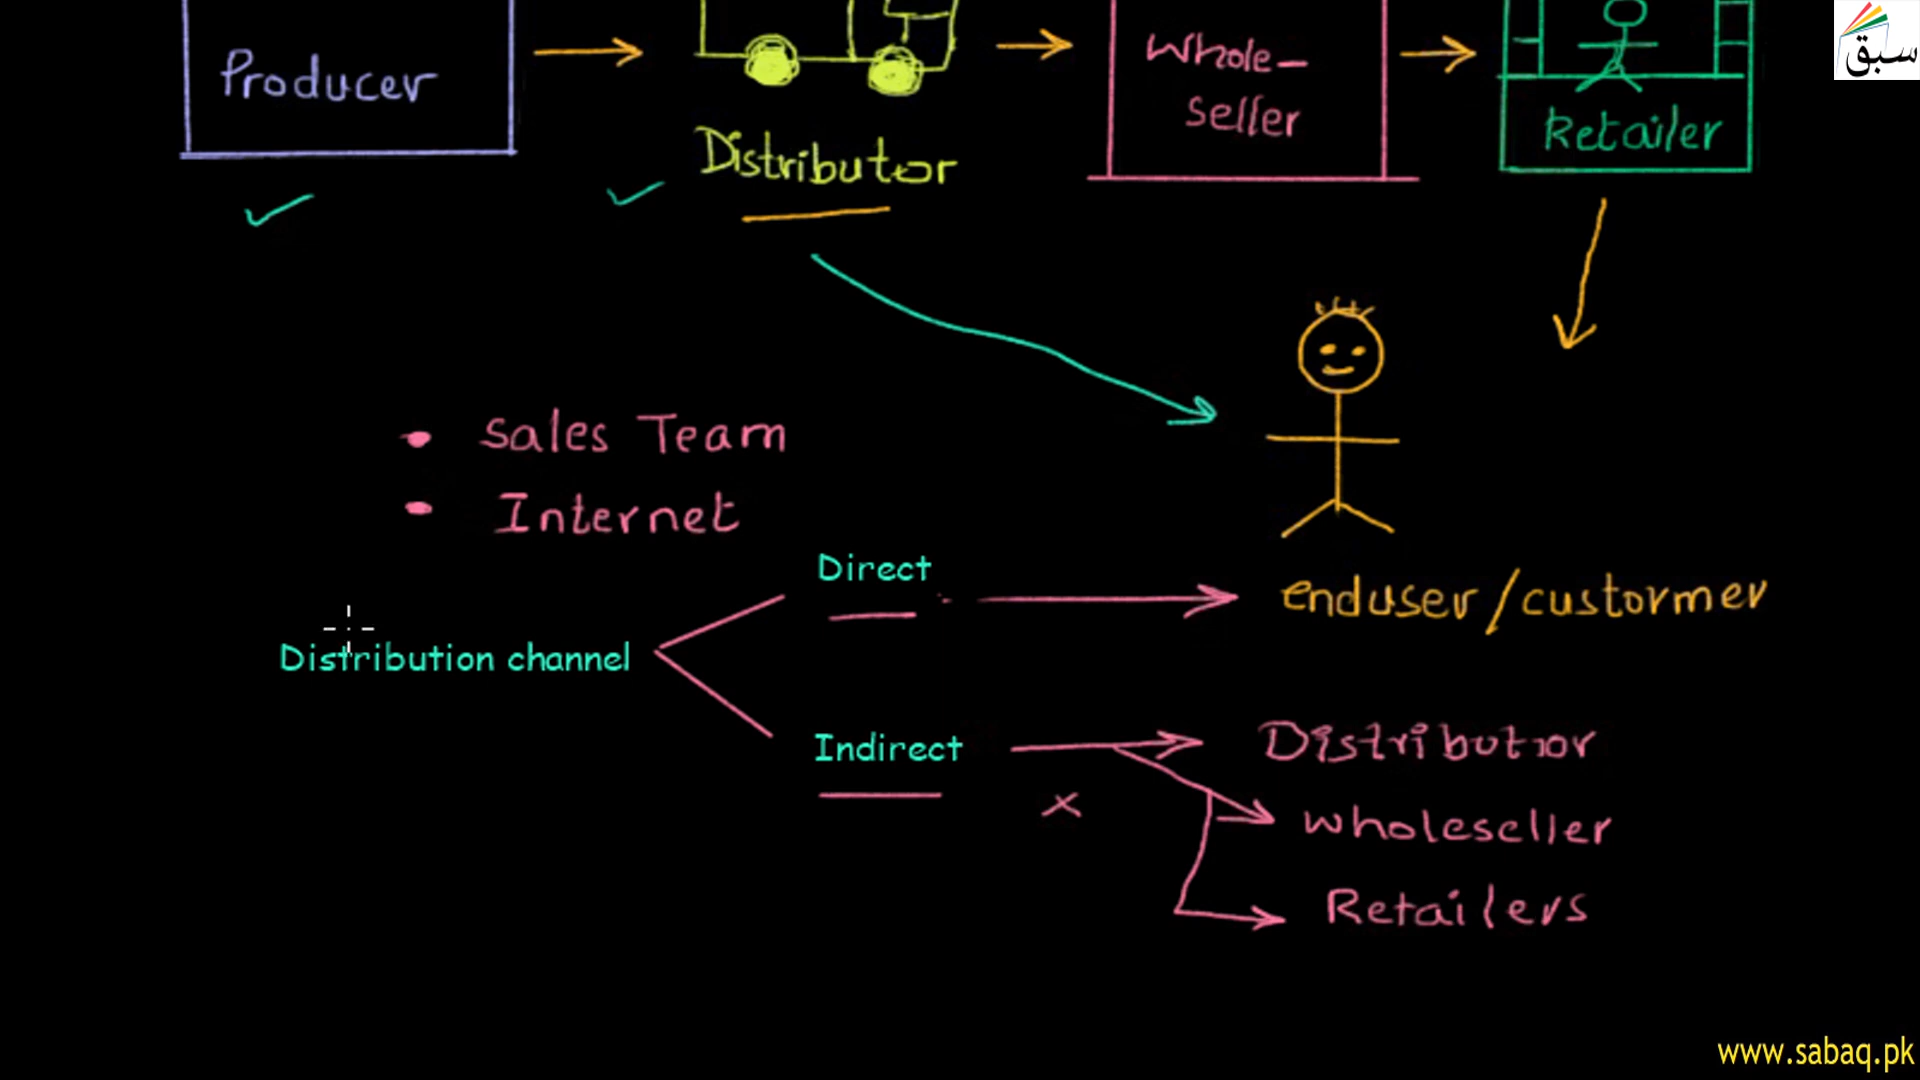 Producer
Distributor
Whole-
seller
Retailer
سبق
Sales Team
Internet
Direct
enduser/custormer
Distribution channel
Indirect
Distributior
wholeseller
Retailers
www.sabaq.pk